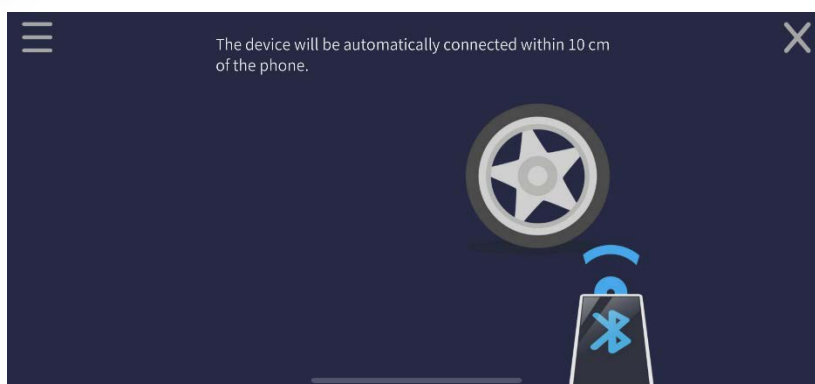 The device will be automatically connected within 10 cm
of the phone.